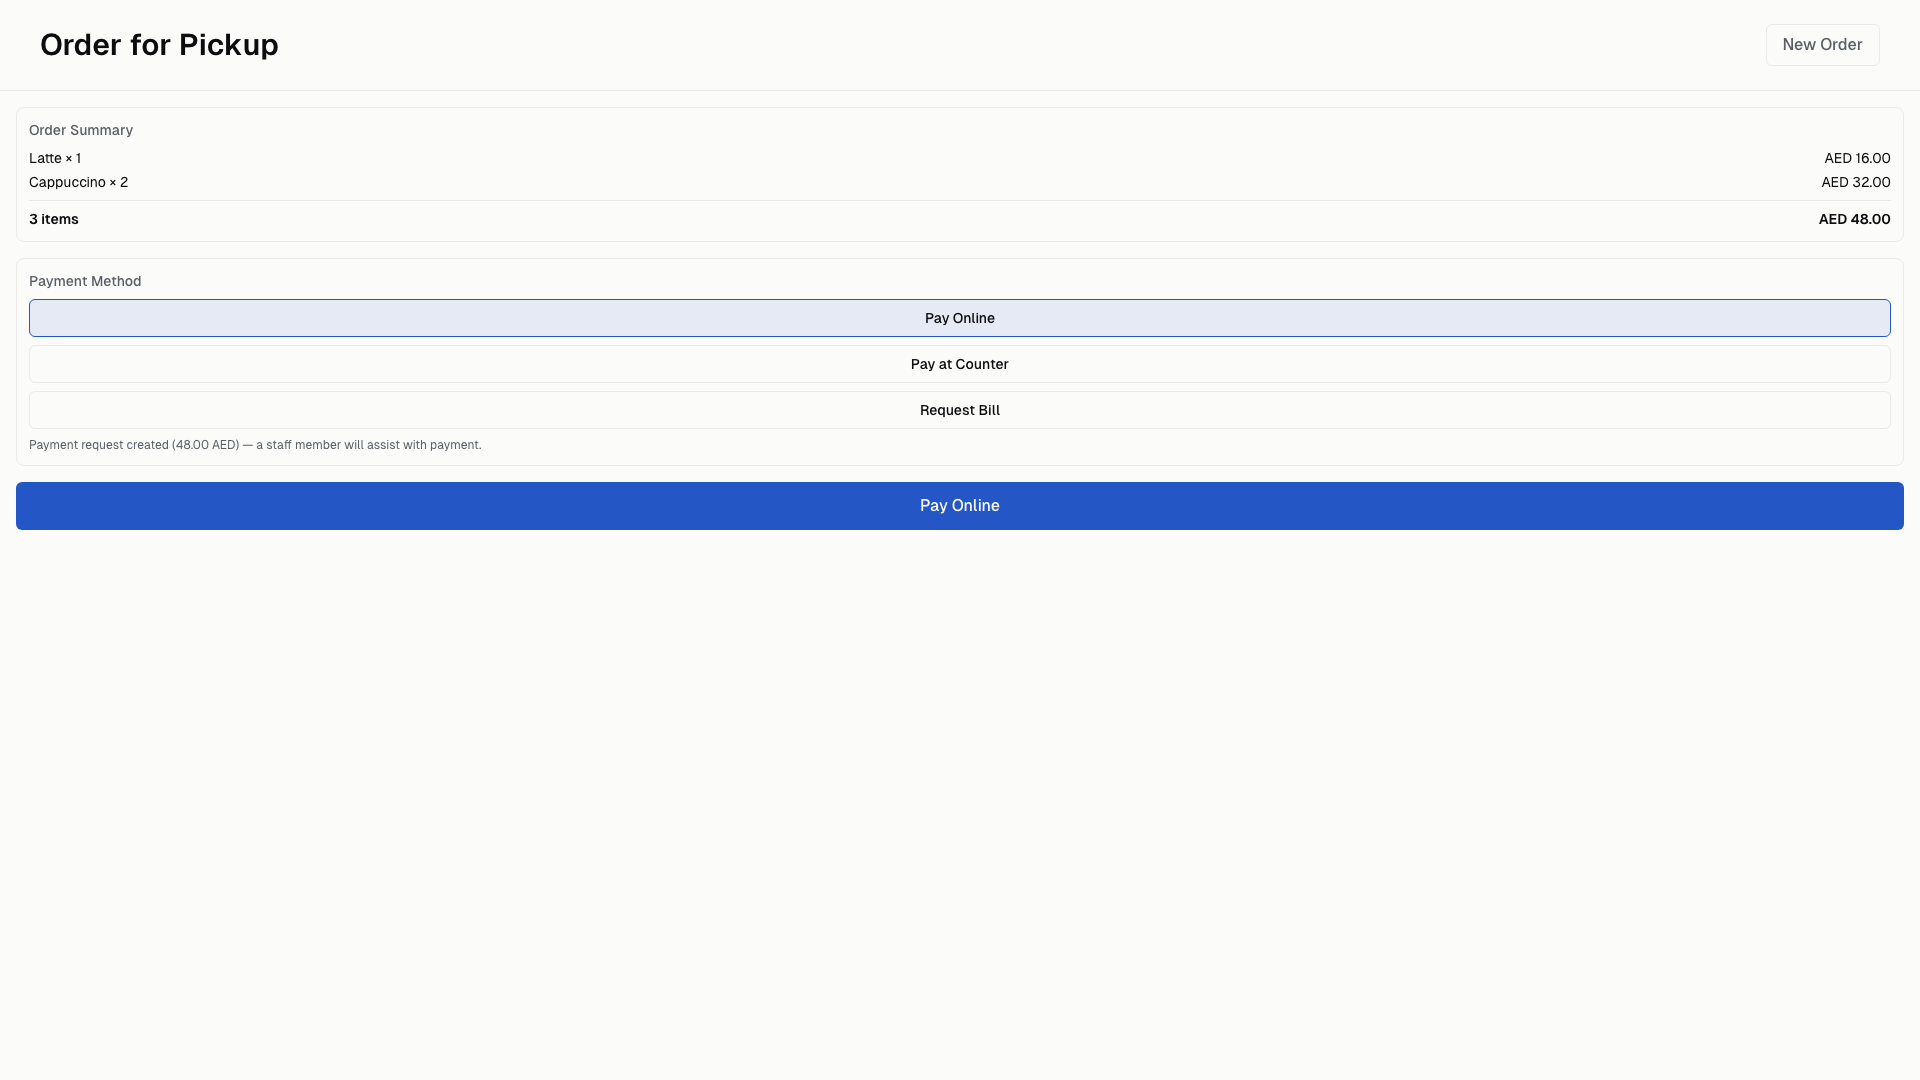 Order for Pickup
New Order
Order Summary
Latte × 1 AED 16.00
Cappuccino × 2 AED 32.00
3 items AED 48.00
Payment Method
Pay Online
Pay at Counter
Request Bill
Payment request created (48.00 AED) — a staff member will assist with payment.
Pay Online